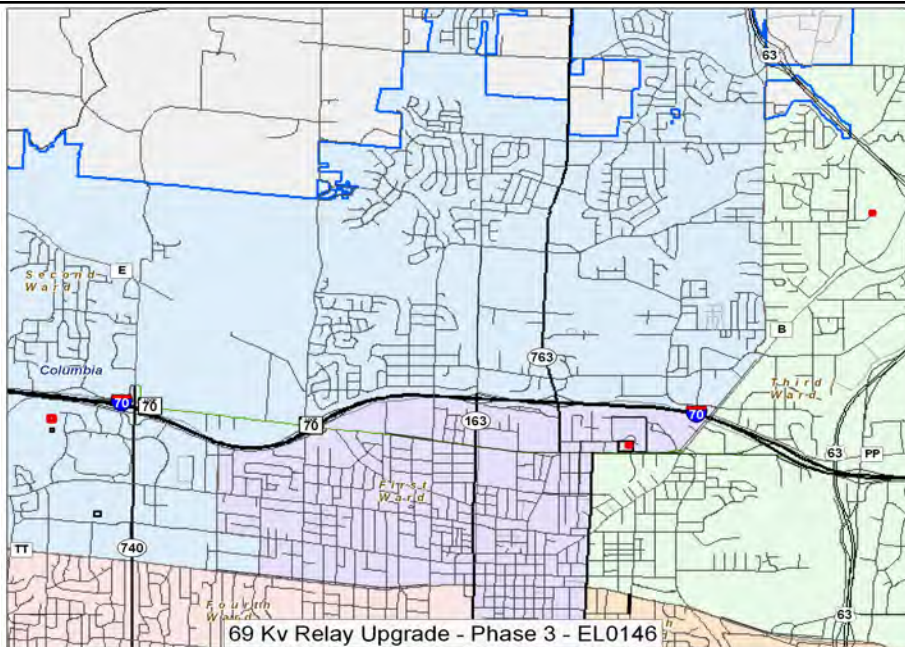 63
Second
Ward
E
B
Columbia
763
Third
Ward
70
70
70
163
70
63
PP
First
Ward
TT
740
Fourth
Ward
63
69 Kv Relay Upgrade - Phase 3 - EL0146